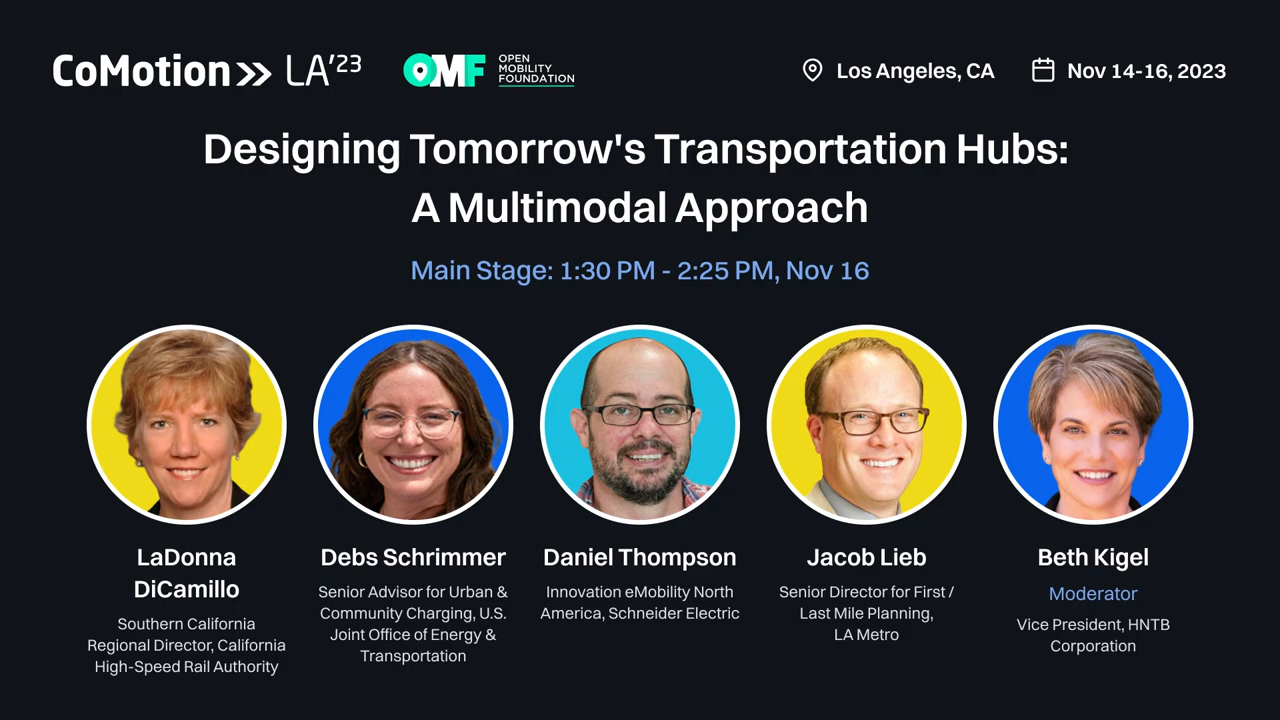 CoMotion LA'23
OMF OPEN
MOBILITY
FOUNDATION
Los Angeles, CA
Nov 14-16, 2023
Designing Tomorrow's Transportation Hubs:
A Multimodal Approach
Main Stage: 1:30 PM - 2:25 PM, Nov 16
LaDonna
DiCamillo
Southern California
Regional Director, California
High-Speed Rail Authority
Debs Schrimmer
Senior Advisor for Urban &
Community Charging, U.S.
Joint Office of Energy &
Transportation
Daniel Thompson
Innovation eMobility North
America, Schneider Electric
Jacob Lieb
Senior Director for First /
Last Mile Planning,
LA Metro
Beth Kigel
Moderator
Vice President, HNTB
Corporation